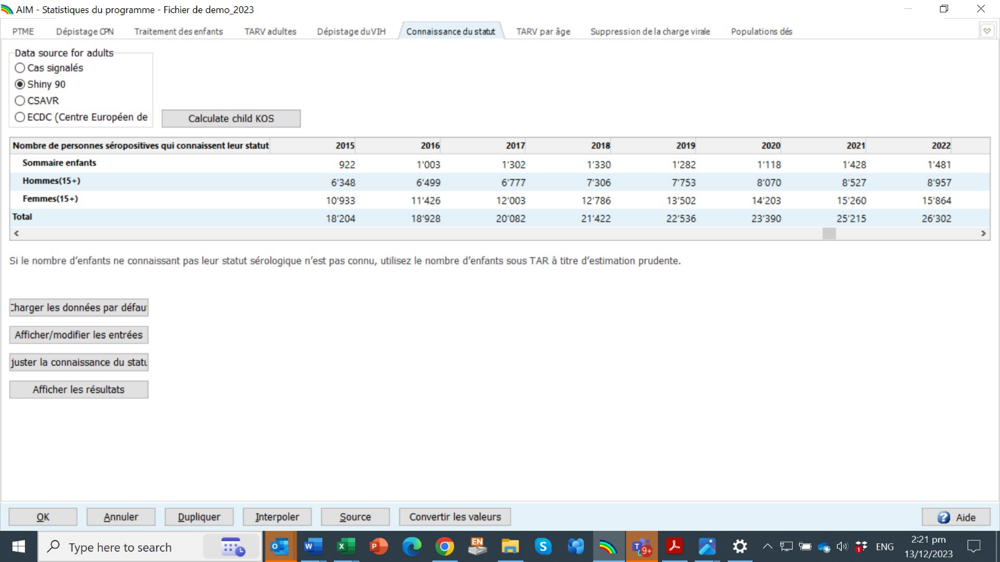 AIM - Statistiques du programme - Fichier de demo_2023
PTME Dépistage CPN Traitement des enfants TARV adultes Dépistage du VIH Connaissance du statut TARV par âge Suppression de la charge virale Populations dés
Data source for adults
Cas signalés
Shiny 90
CSAVR
ECDC (Centre Européen de
Calculate child KOS
Nombre de personnes séropositives qui connaissent leur statut 2015 2016 2017 2018 2019 2020 2021 2022
Sommaire enfants 922 1'003 1'302 1'330 1'282 1'118 1'428 1'481
Hommes(15+) 6'348 6'499 6'777 7'306 7'753 8'070 8'527 8'957
Femmes(15+) 10'933 11'426 12'003 12'786 13'502 14'203 15'260 15'864
Total 18'204 18'928 20'082 21'422 22'536 23'390 25'215 26'302
Si le nombre d'enfants ne connaissant pas leur statut sérologique n'est pas connu, utilisez le nombre d'enfants sous TAR à titre d'estimation prudente.
Charger les données par défau
Afficher/modifier les entrées
juster la connaissance du statu
Afficher les résultats
OK Annuler Dupliquer Interpoler Source Convertir les valeurs Aide
Type here to search
EN
9+
1
ENG
2:21 pm
13/12/2023